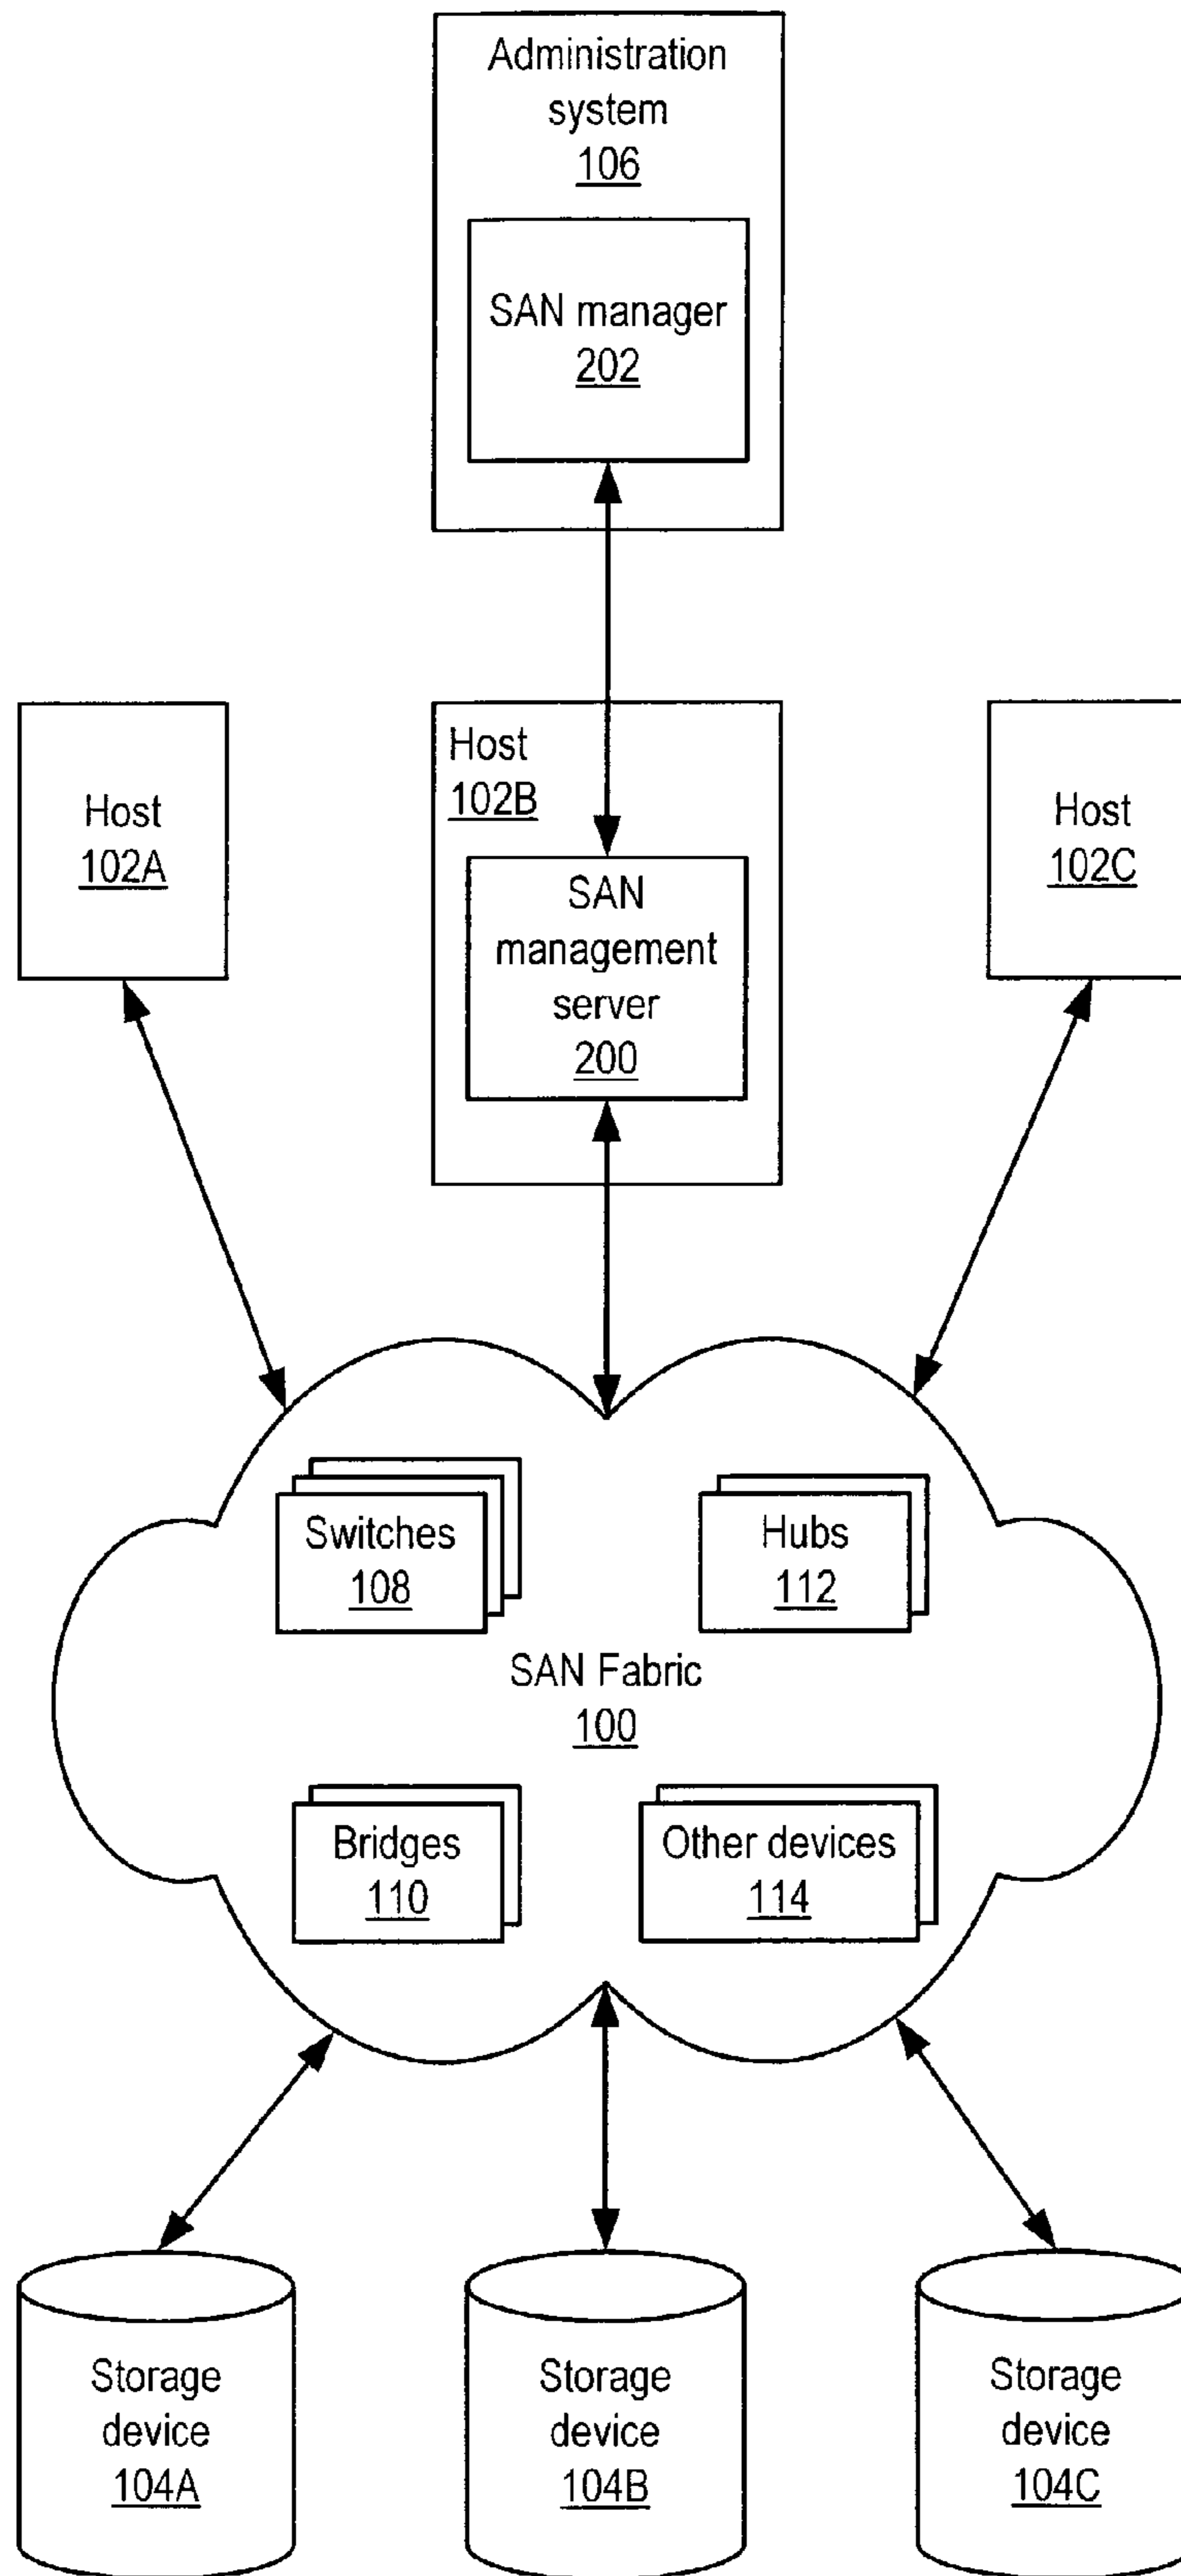 Administration
system
106
SAN manager
202
Host
102A
Host
102B
SAN
management
server
200
Host
102C
Switches
108
Hubs
112
SAN Fabric
100
Bridges
110
Other devices
114
Storage
device
104A
Storage
device
104B
Storage
device
104C